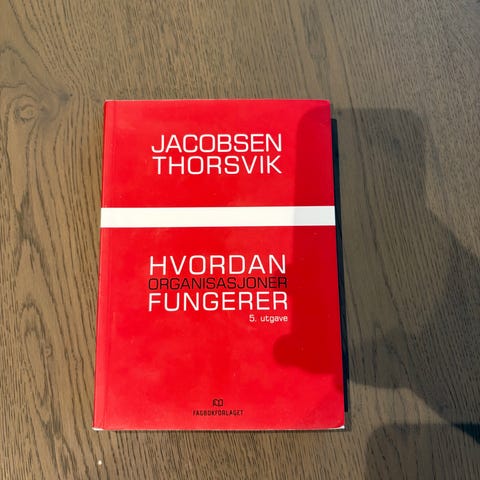 JACOBSEN
THORSVIK
HVORDAN
ORGANISASJONER
FUNGERER
5. utgave
FAGBOKFORLAGET